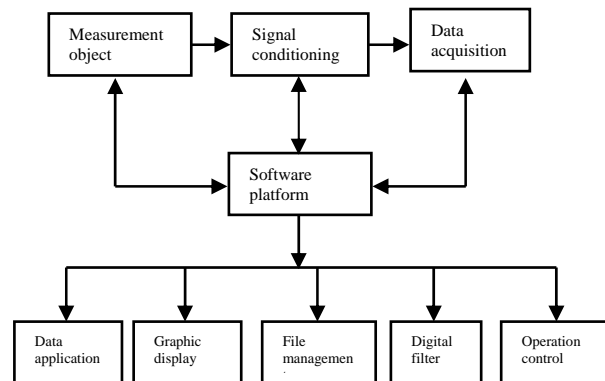 Measurement
object
Signal
conditioning
Data
acquisition
Software
platform
Data
application
Graphic
display
File
managemen
Digital
filter
Operation
control